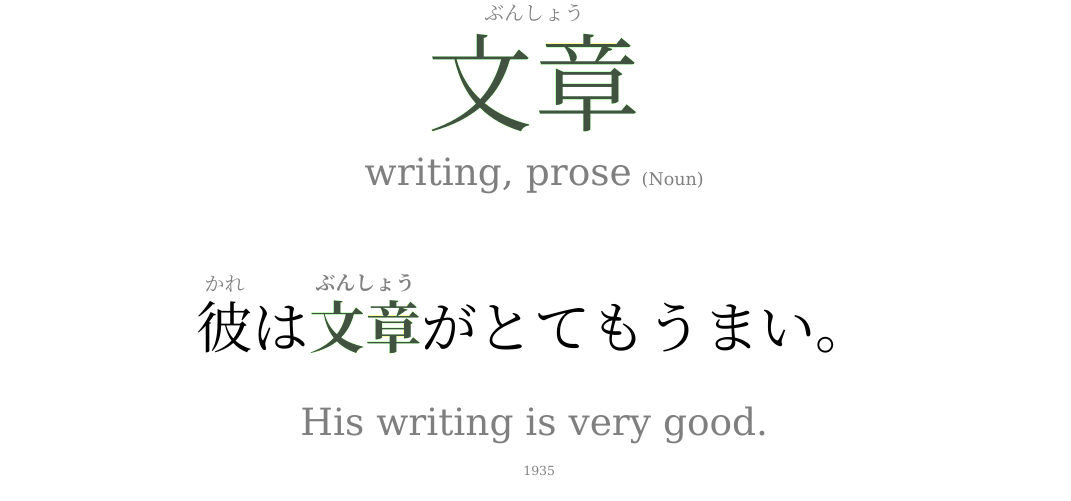 ぶんしょう
文章
writing, prose (Noun)
かれ ぶんしょう
彼は文章がとてもうまい。
His writing is very good.
1935